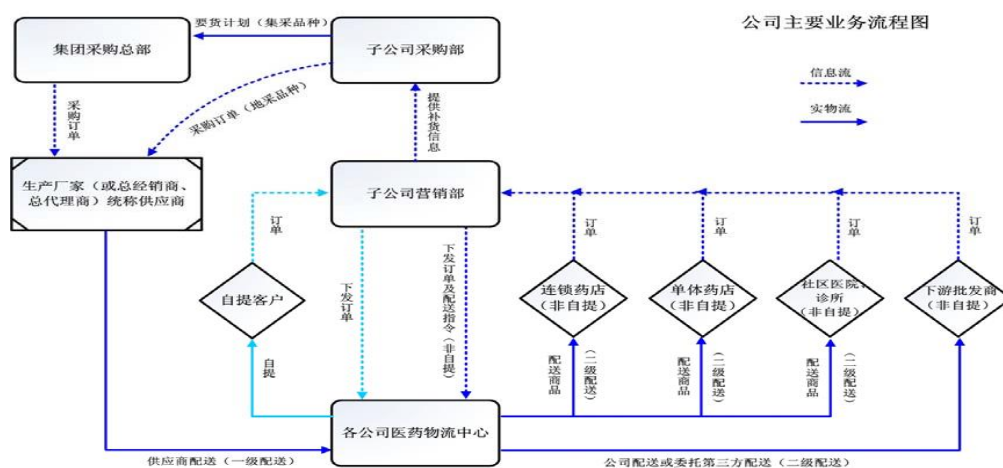 公司主要业务流程图
要货计划（集采品种）
集团采购总部
子公司采购部
信息流
实物流
采购订单
采购订单（地采品种）
提供补货信息
生产厂家（或总经销商、
总代理商）统称供应商
子公司营销部
订单
订单
订单
订单
订单
自提客户
下发订单
下发订单及配送指令（非自提）
连锁药店
（非自提）
单体药店
（非自提）
社区医院、
诊所
（非自提）
下游批发商
（非自提）
自提
配送商品
（二级配送）
配送商品
（二级配送）
配送商品
（二级配送）
各公司医药物流中心
供应商配送（一级配送）
公司配送或委托第三方配送（二级配送）